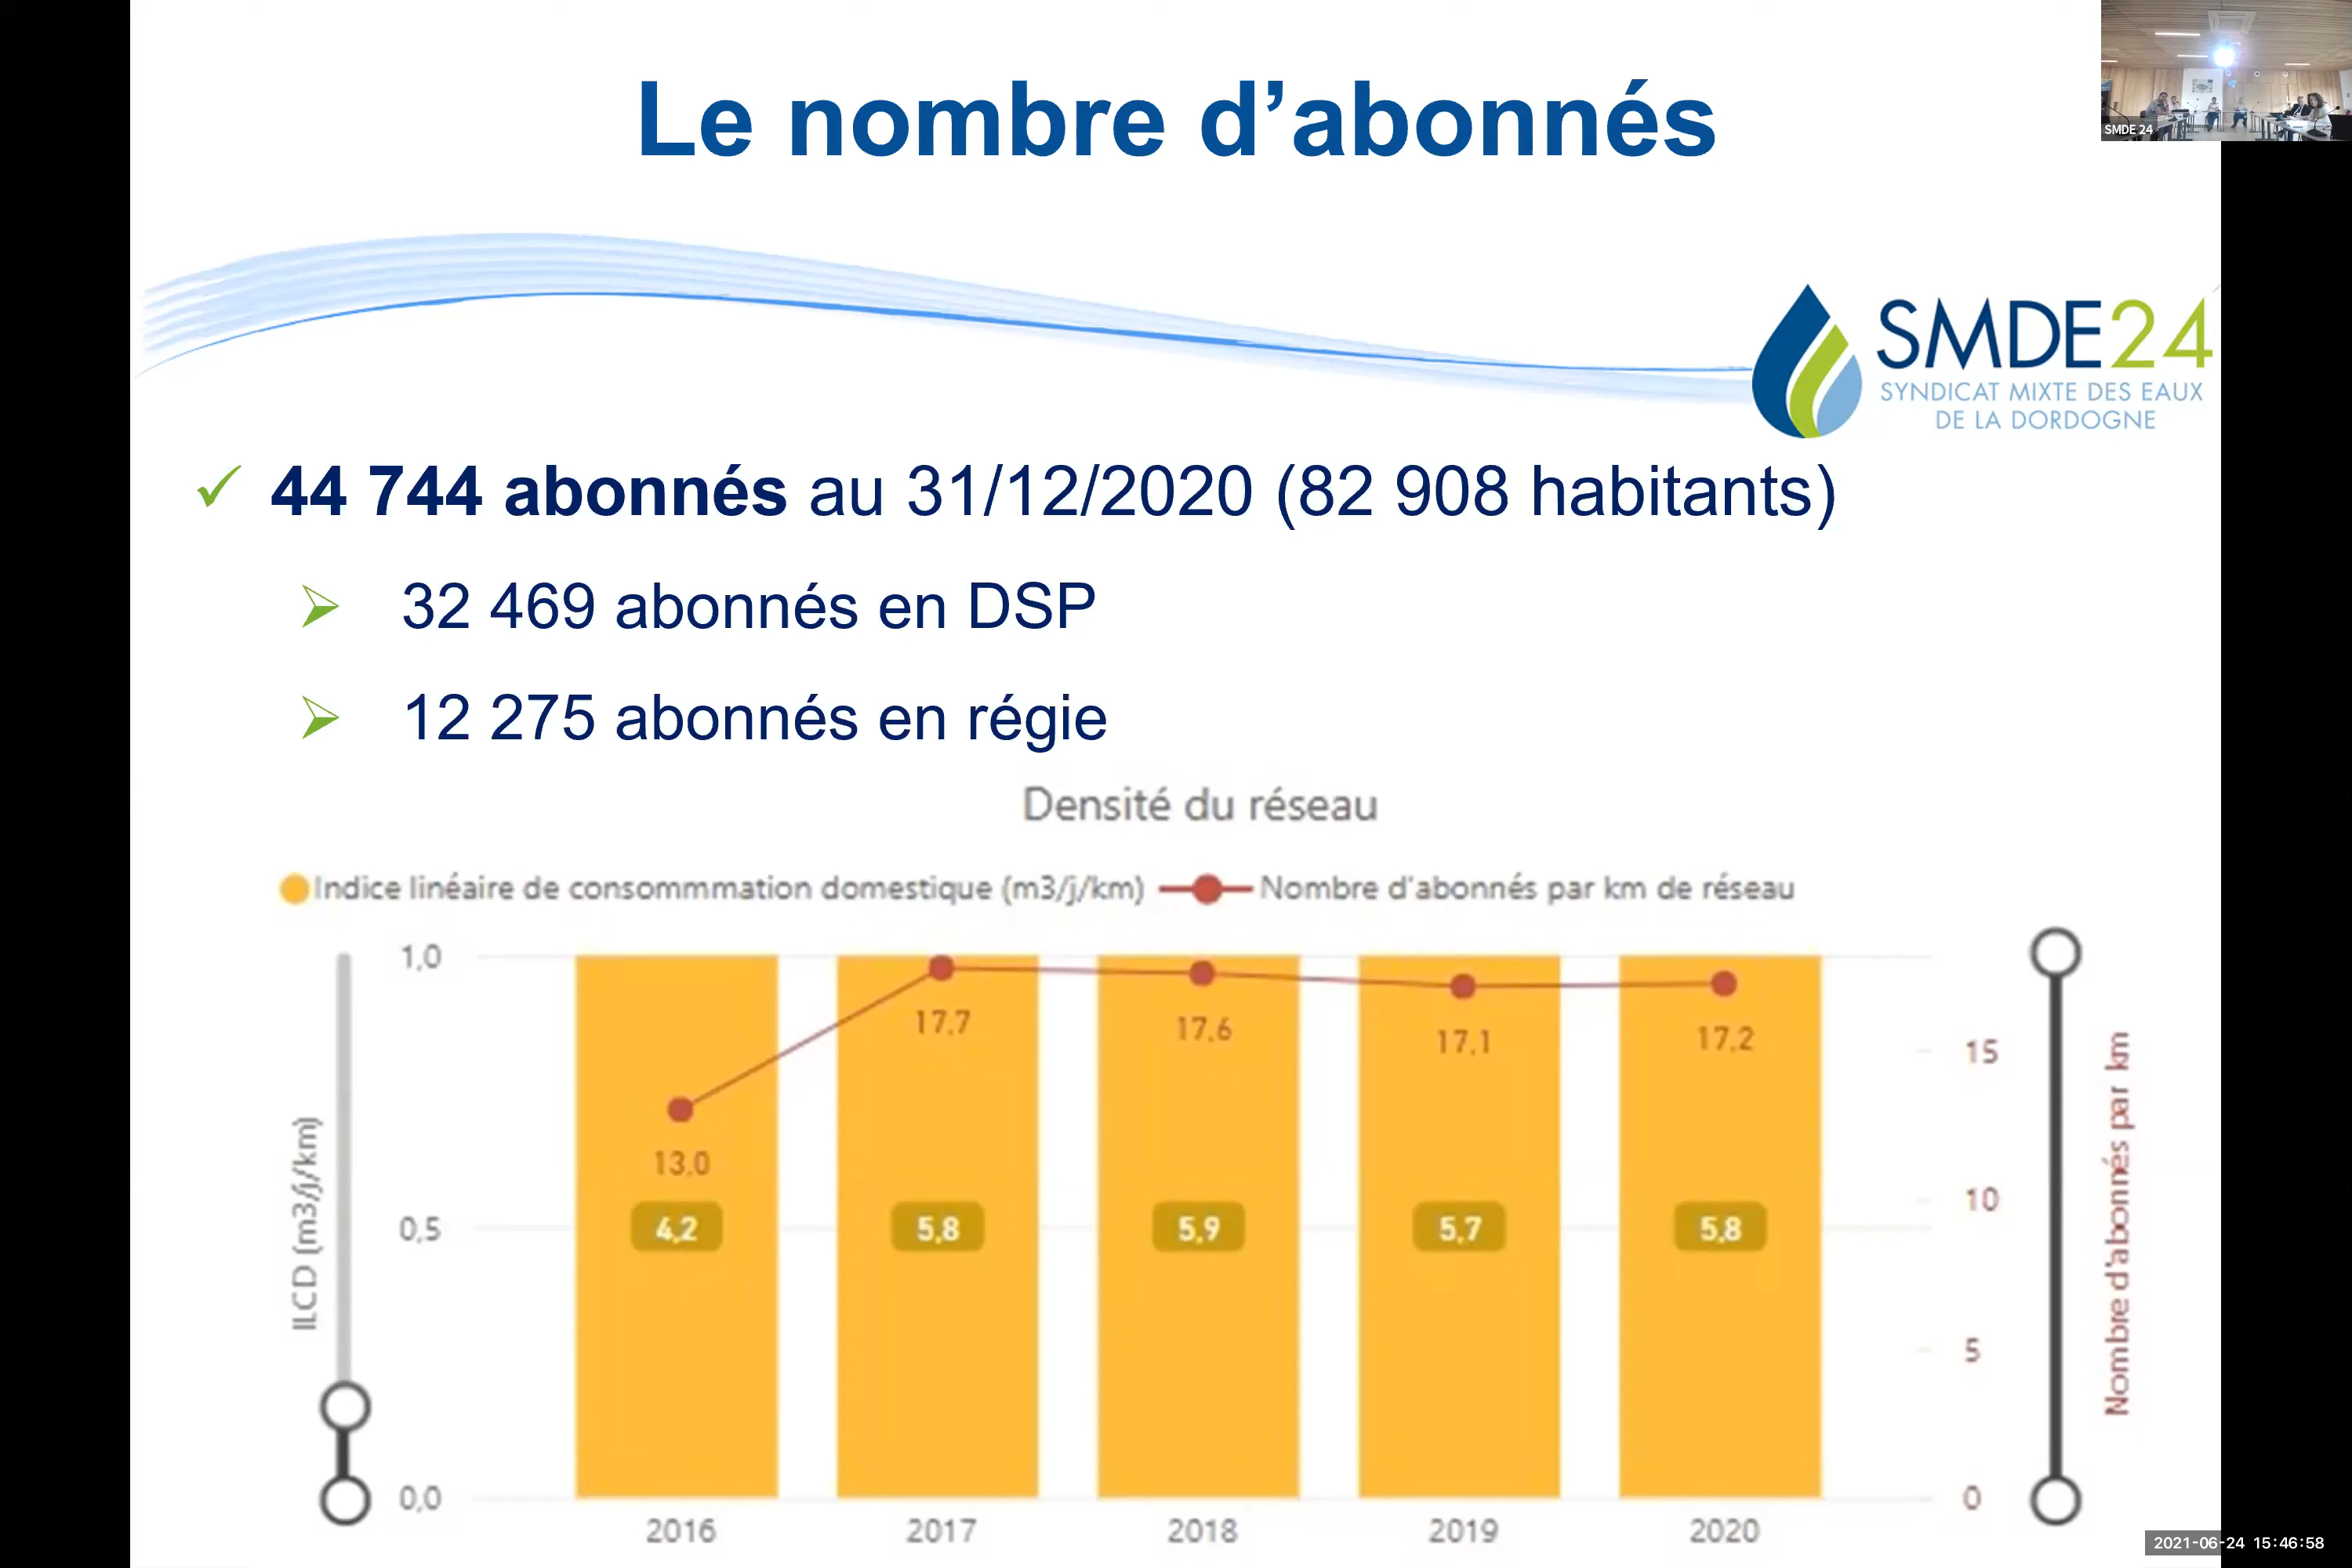 Le nombre d’abonnés
SMDE 24
SMDE24
SYNDICAT MIXTE DES EAUX
DE LA DORDOGNE
44 744 abonnés au 31/12/2020 (82 908 habitants)
32 469 abonnés en DSP
12 275 abonnés en régie
Densité du réseau
Indice linéaire de consommmation domestique (m3/j/km) Nombre d'abonnés par km de réseau
ILCD (m3/j/km)
1,0
0,5
0,0
13,0
17,7
17,6
17,1
17,2
4,2
5,8
5,9
5,7
5,8
15
10
5
0
Nombre d'abonnés par km
2016 2017 2018 2019 2020
2021-06-24 15:46:58